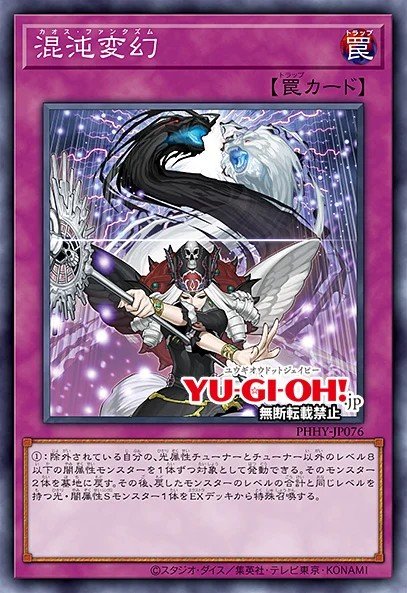 カオス・ファンタズム
混沌変幻
トラップ
罠
トラップ
【罠カード】
ユウギオウドットジェイピー
YU-GI-OH!.jp
無断転載禁止
PHHY-JP076
①：除外されている自分の、光属性チューナーとチューナー以外のレベル８
以下の闇属性モンスターを１体ずつ対象として発動できる。そのモンスター
２体を墓地に戻す。その後、戻したモンスターのレベルの合計と同じレベルを
持つ光・闇属性Ｓモンスター１体をEXデッキから特殊召喚する。
©スタジオ・ダイス／集英社・テレビ東京・KONAMI